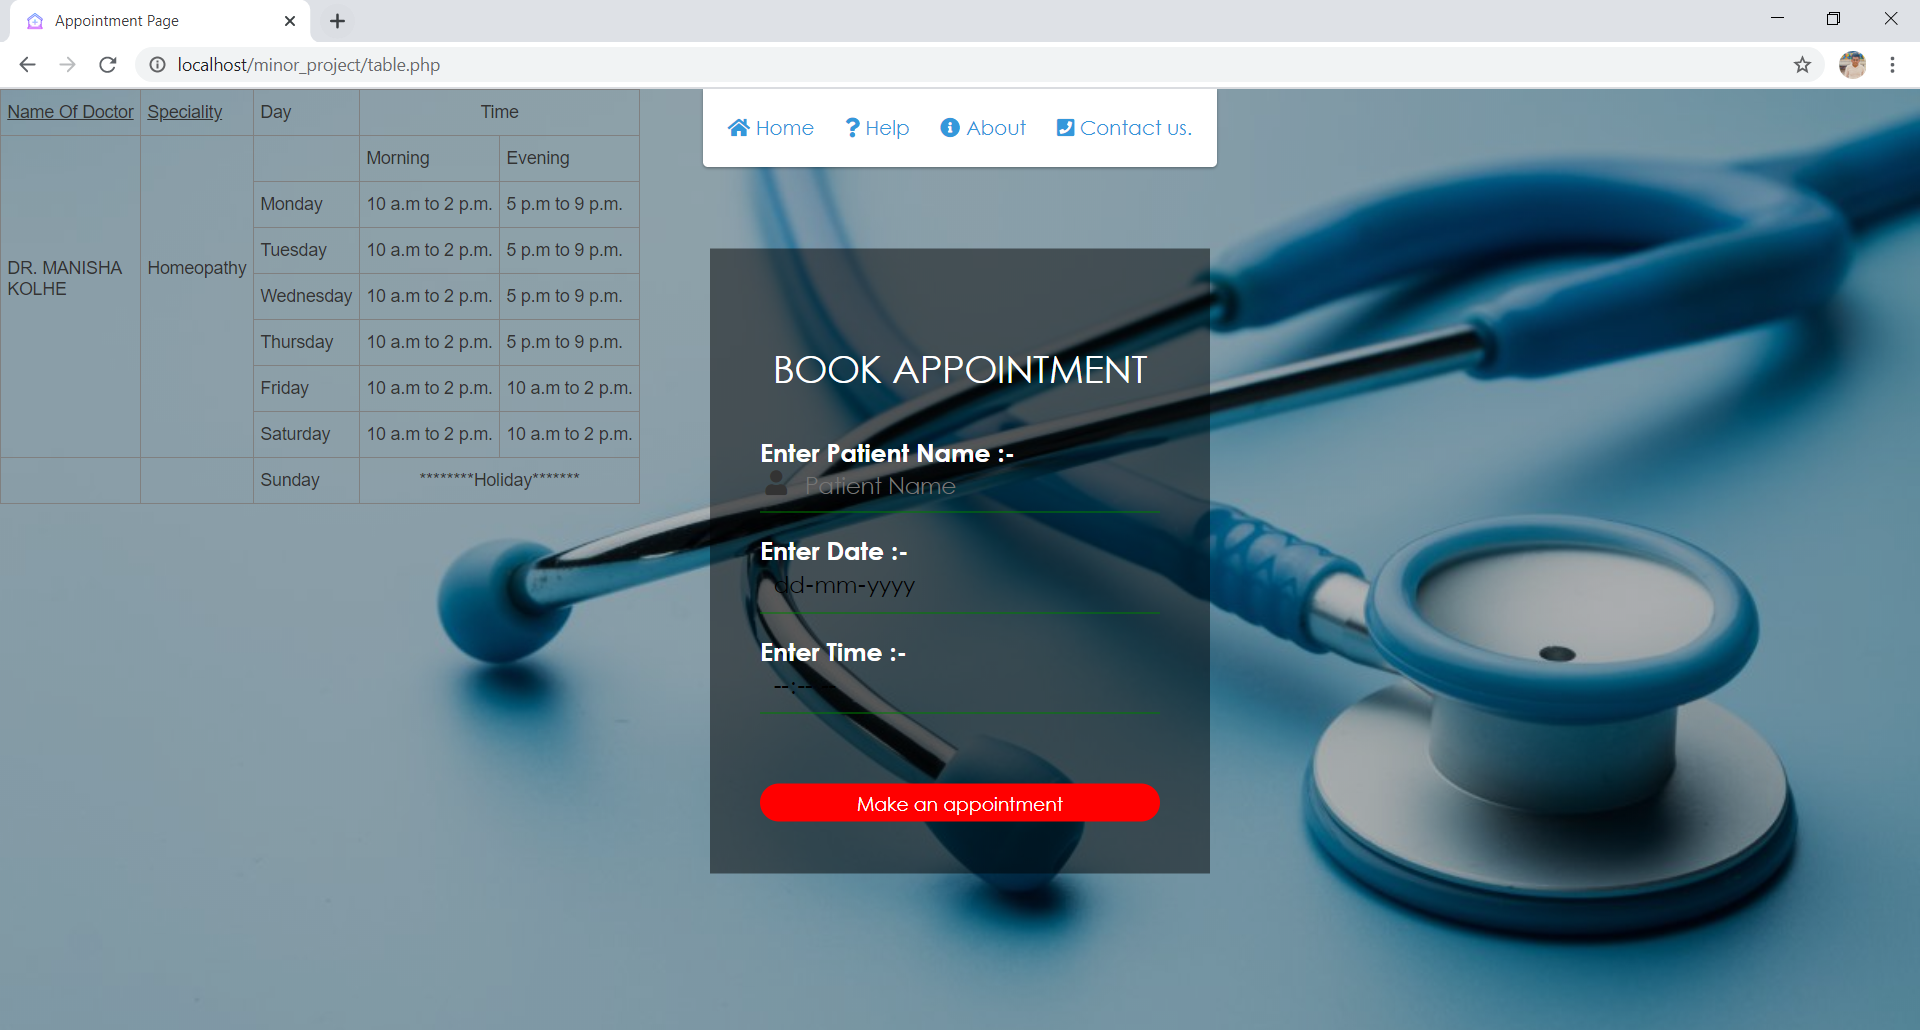 Appointment Page
localhost/minor_project/table.php
Name Of Doctor Speciality Day Time
Morning Evening
Monday 10 a.m to 2 p.m. 5 p.m to 9 p.m.
Tuesday 10 a.m to 2 p.m. 5 p.m to 9 p.m.
DR. MANISHA
KOLHE
Homeopathy
Wednesday 10 a.m to 2 p.m. 5 p.m to 9 p.m.
Thursday 10 a.m to 2 p.m. 5 p.m to 9 p.m.
Friday 10 a.m to 2 p.m. 10 a.m to 2 p.m.
Saturday 10 a.m to 2 p.m. 10 a.m to 2 p.m.
Sunday ********Holiday*******
Home ? Help About Contact us.
BOOK APPOINTMENT
Enter Patient Name :-
Patient Name
Enter Date :-
dd-mm-yyyy
Enter Time :-
--:-- --
Make an appointment